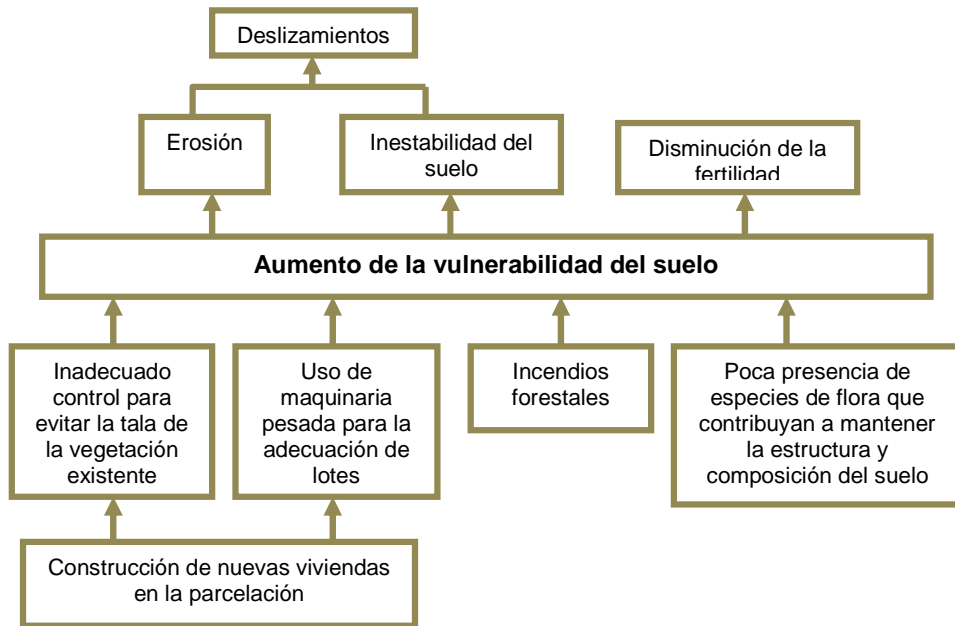 Deslizamientos
Erosión
Inestabilidad del
suelo
Disminución de la
fertilidad
Aumento de la vulnerabilidad del suelo
Inadecuado
control para
evitar la tala de
la vegetación
existente
Uso de
maquinaria
pesada para la
adecuación de
lotes
Incendios
forestales
Poca presencia de
especies de flora que
contribuyan a mantener
la estructura y
composición del suelo
Construcción de nuevas viviendas
en la parcelación